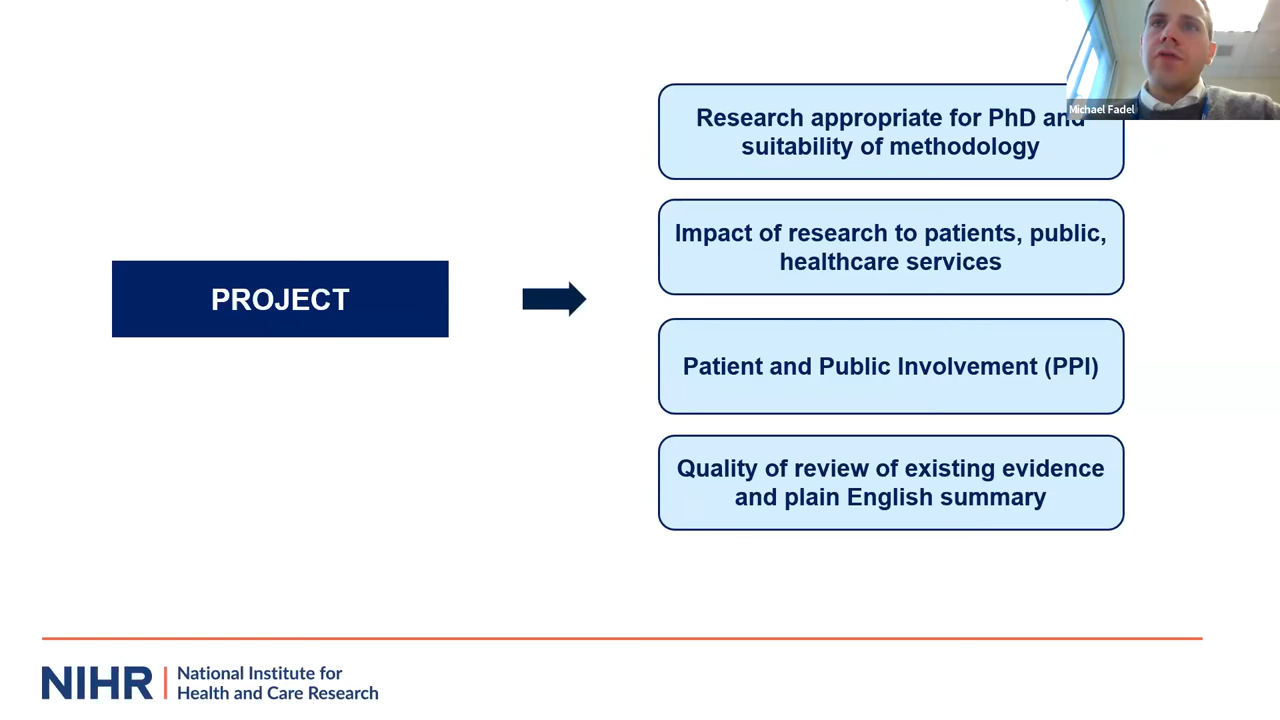 Michael Fadel
Research appropriate for PhD and
suitability of methodology
Impact of research to patients, public,
healthcare services
PROJECT
Patient and Public Involvement (PPI)
Quality of review of existing evidence
and plain English summary
NIHR
National Institute for
Health and Care Research